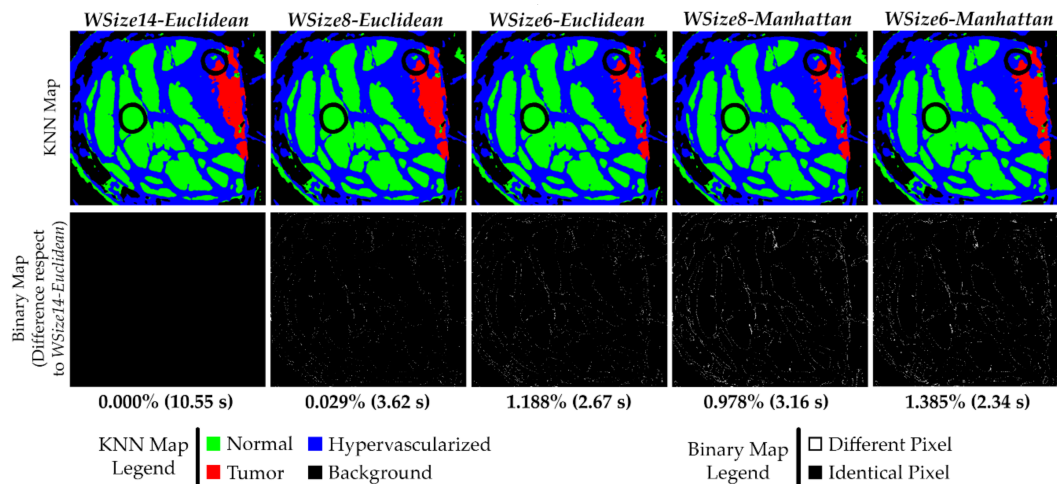 WSize14-Euclidean WSize8-Euclidean WSize6-Euclidean WSize8-Manhattan WSize6-Manhattan
KNN Map
Binary Map
(Difference respect
to WSize14-Euclidean)
0.000% (10.55 s) 0.029% (3.62 s) 1.188% (2.67 s) 0.978% (3.16 s) 1.385% (2.34 s)
KNN Map
Legend
Normal Hypervascularized
Tumor Background
Binary Map
Legend
Different Pixel
Identical Pixel